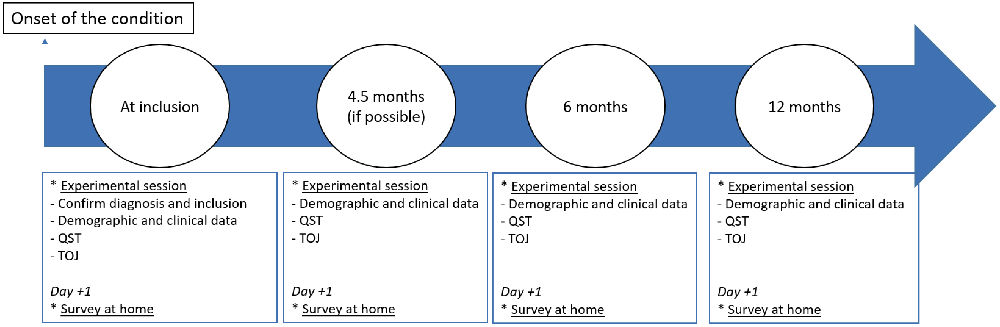 Onset of the condition
At inclusion
4.5 months
(if possible)
6 months
12 months
* Experimental session
- Confirm diagnosis and inclusion
- Demographic and clinical data
- QST
- TOJ
Day +1
* Survey at home
* Experimental session
- Demographic and clinical data
- QST
- TOJ
Day +1
* Survey at home
* Experimental session
- Demographic and clinical data
- QST
- TOJ
Day +1
* Survey at home
* Experimental session
- Demographic and clinical data
- QST
- TOJ
Day +1
* Survey at home